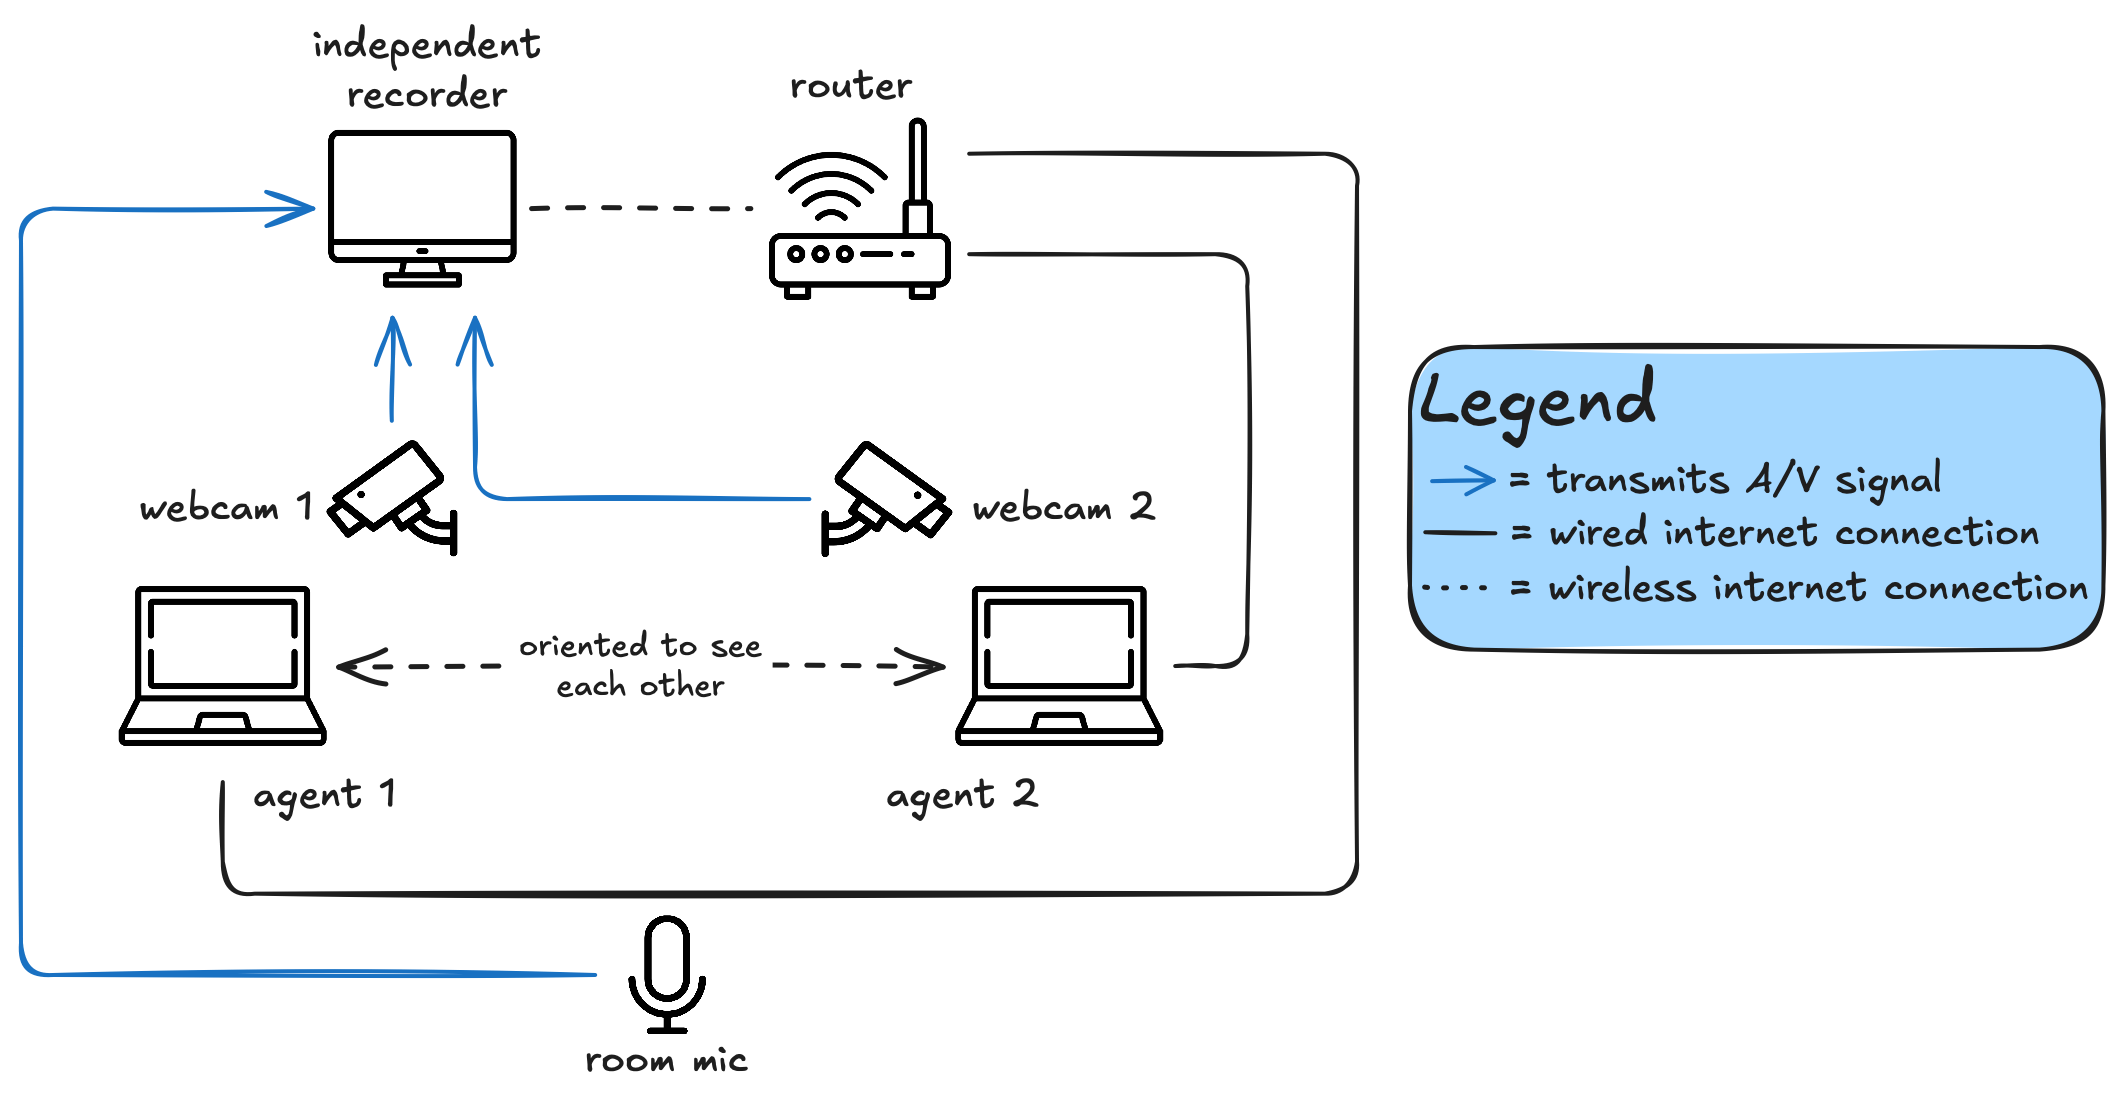 independent
recorder
router
webcam 1
webcam 2
oriented to see
each other
agent 1
agent 2
room mic
Legend
= transmits A/V signal
= wired internet connection
= wireless internet connection